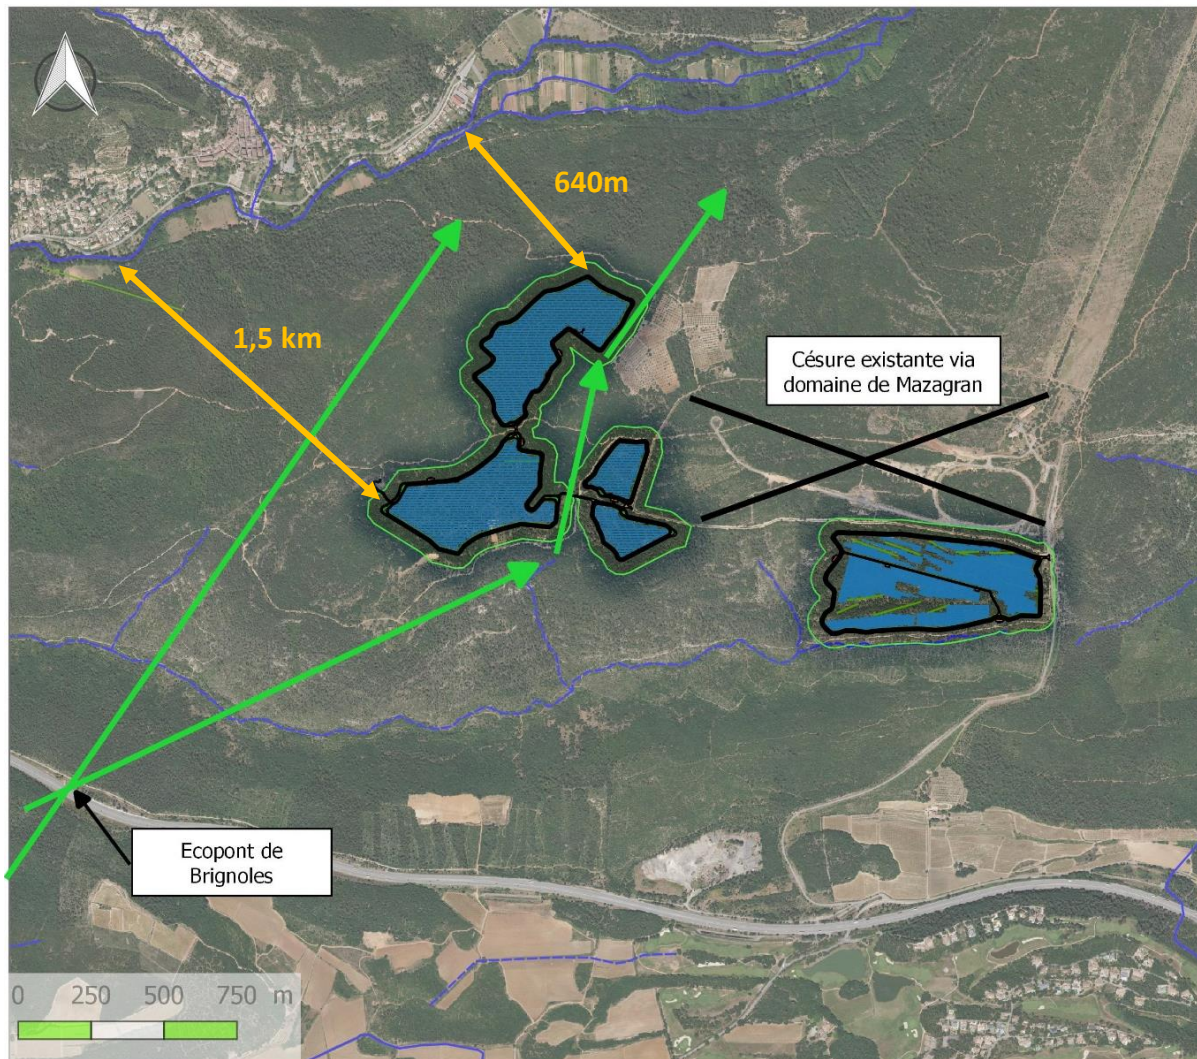 640m
1,5 km
Césure existante via
domaine de Mazagran
Ecopont de
Brignoles
0 250 500 750 m